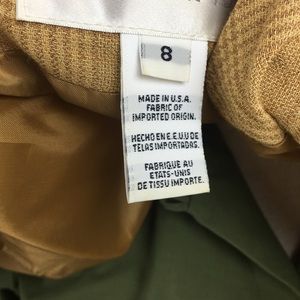 8
MADE IN U.S.A.
FABRIC OF
IMPORTED ORIGIN.
HECHO EN E.E.U.U DE
TELAS IMPORTADAS.
FABRIQUE AU
ETATS-UNIS
DE TISSU IMPORTE.